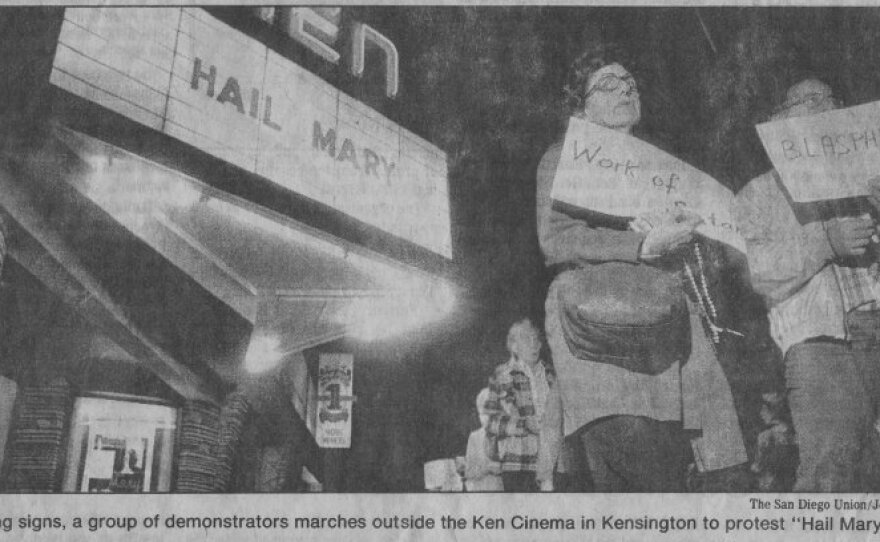 en
HAIL MARY
Work of
BLASPH
1
The San Diego Union/J
ng signs, a group of demonstrators marches outside the Ken Cinema in Kensington to protest "Hail Mary